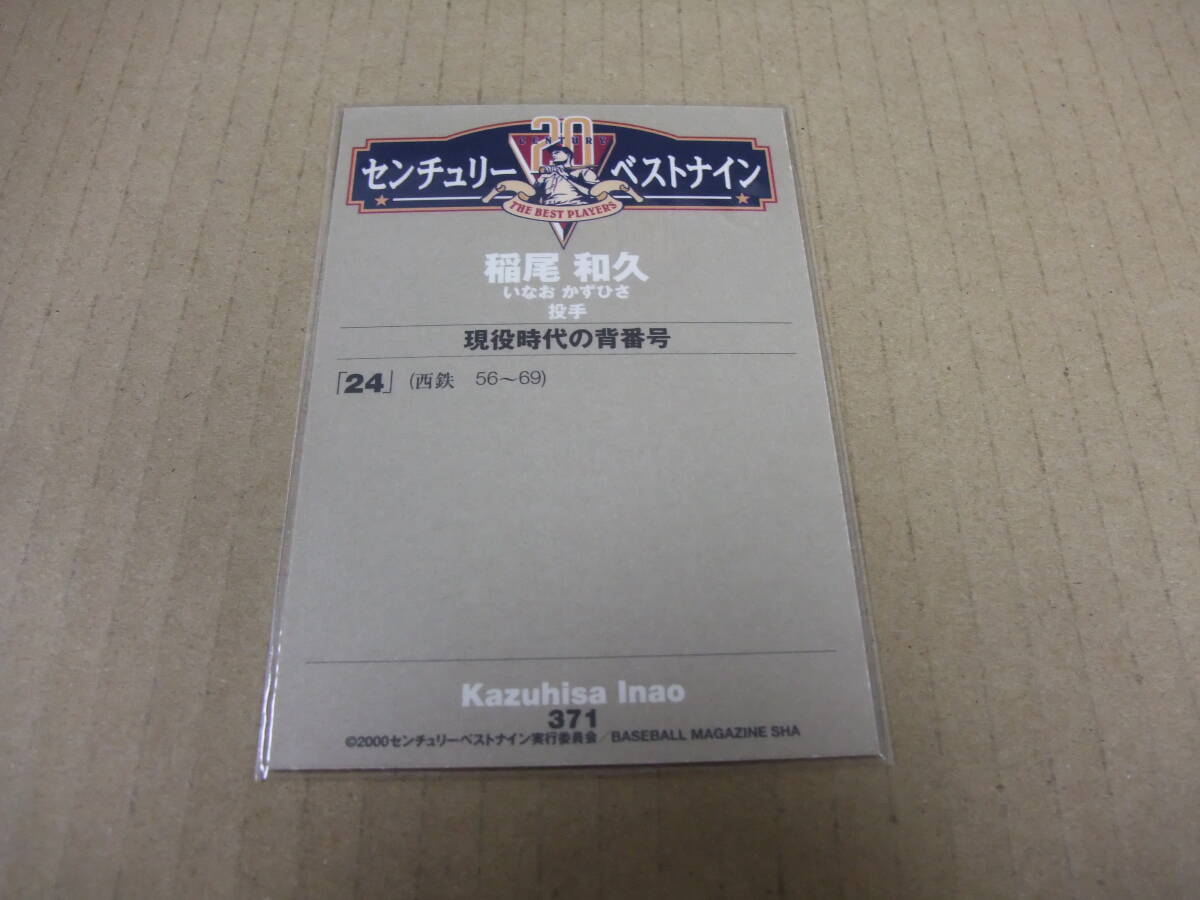 20
CENTURY
センチュリー ベストナイン
THE BEST PLAYERS
稲尾 和久
いなお かずひさ
投手
現役時代の背番号
「24」 (西鉄 56〜69)
Kazuhisa Inao
371
©2000センチュリーベストナイン実行委員会/BASEBALL MAGAZINE SHA